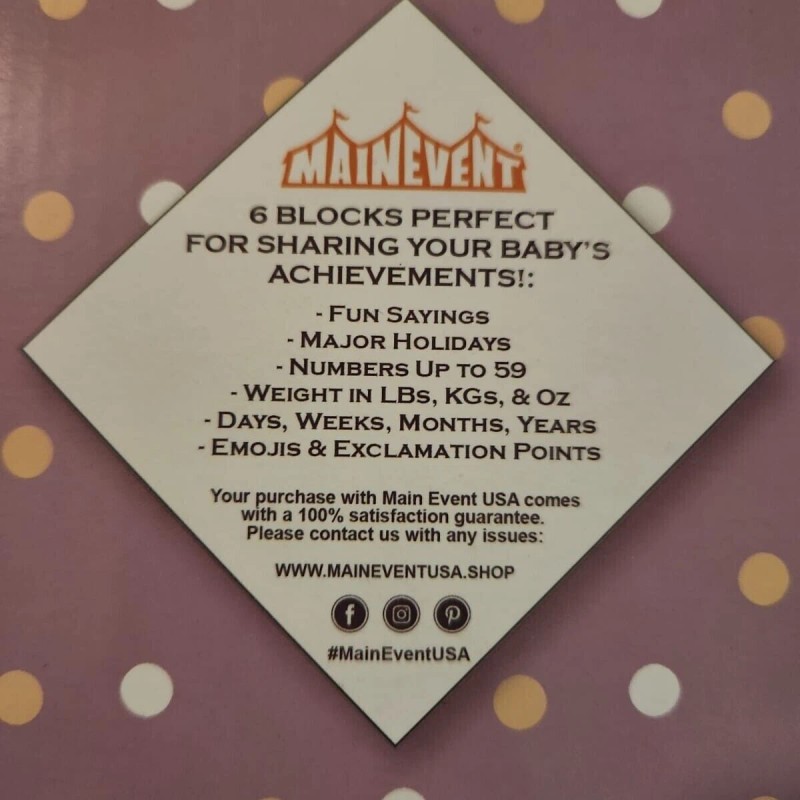 MAINEVENT®
6 BLOCKS PERFECT
FOR SHARING YOUR BABY'S
ACHIEVEMENTS!:
- FUN SAYINGS
- MAJOR HOLIDAYS
- NUMBERS UP TO 59
- WEIGHT IN LBS, KGS, & OZ
- DAYS, WEEKS, MONTHS, YEARS
- EMOJIS & EXCLAMATION POINTS
Your purchase with Main Event USA comes
with a 100% satisfaction guarantee.
Please contact us with any issues:
WWW.MAINEVENTUSA.SHOP
#MainEventUSA